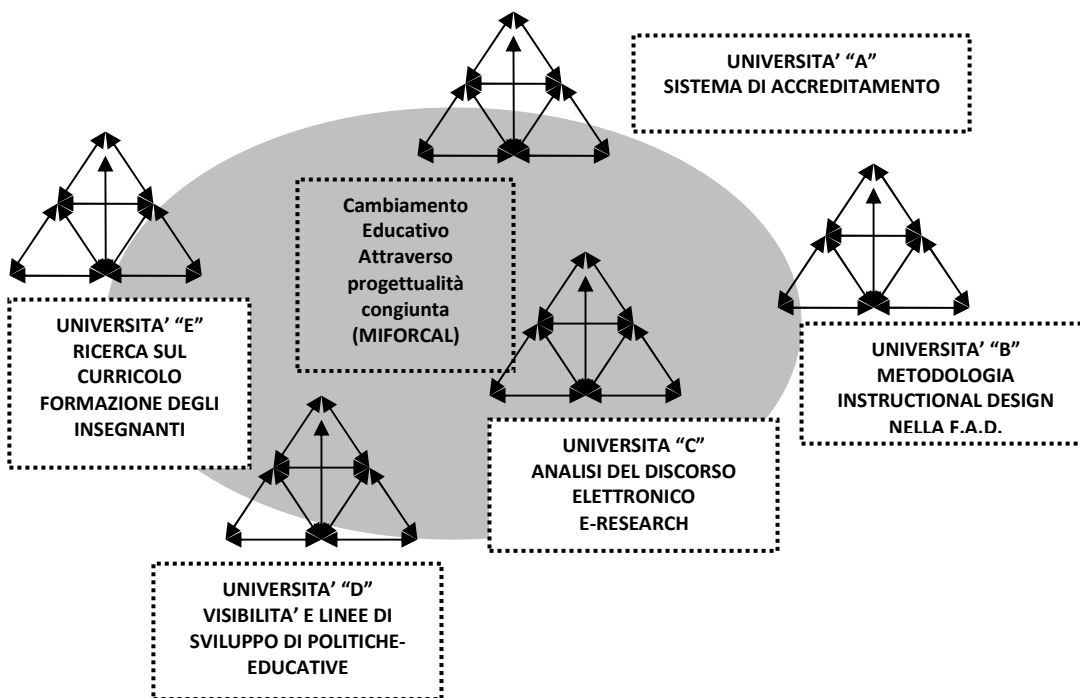 UNIVERSITA’ “A”
SISTEMA DI ACCREDITAMENTO
Cambiamento
Educativo
Attraverso
progettualità
congiunta
(MIFORCAL)
UNIVERSITA’ “E”
RICERCA SUL
CURRICOLO
FORMAZIONE DEGLI
INSEGNANTI
UNIVERSITA’ “B”
METODOLOGIA
INSTRUCTIONAL DESIGN
NELLA F.A.D.
UNIVERSITA “C”
ANALISI DEL DISCORSO
ELETTRONICO
E-RESEARCH
UNIVERSITA’ “D”
VISIBILITA’ E LINEE DI
SVILUPPO DI POLITICHE-
EDUCATIVE